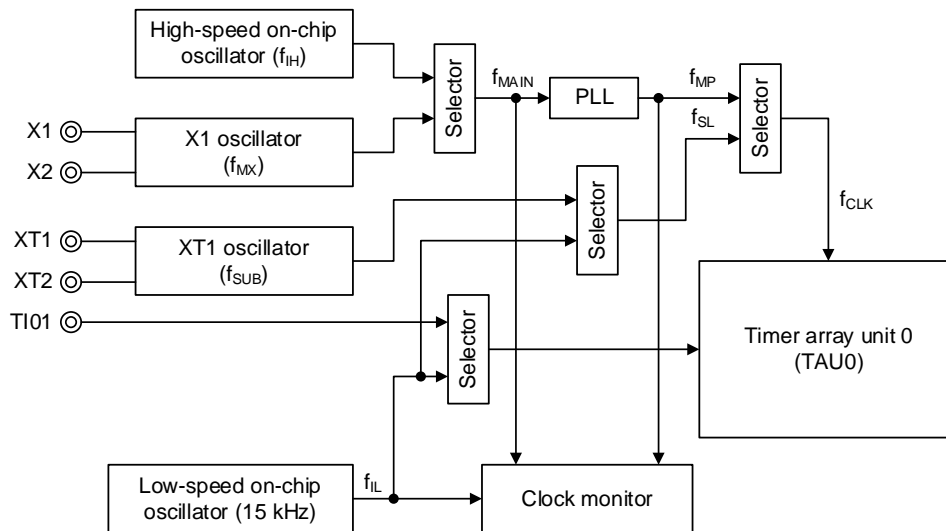 High-speed on-chip
oscillator (fIH)
Selector
fMAIN
PLL
fMP
Selector
fSL
X1
X2
X1 oscillator
(fMX)
Selector
fCLK
XT1
XT2
XT1 oscillator
(fSUB)
TI01
Selector
Timer array unit 0
(TAU0)
Low-speed on-chip
oscillator (15 kHz)
fIL
Clock monitor